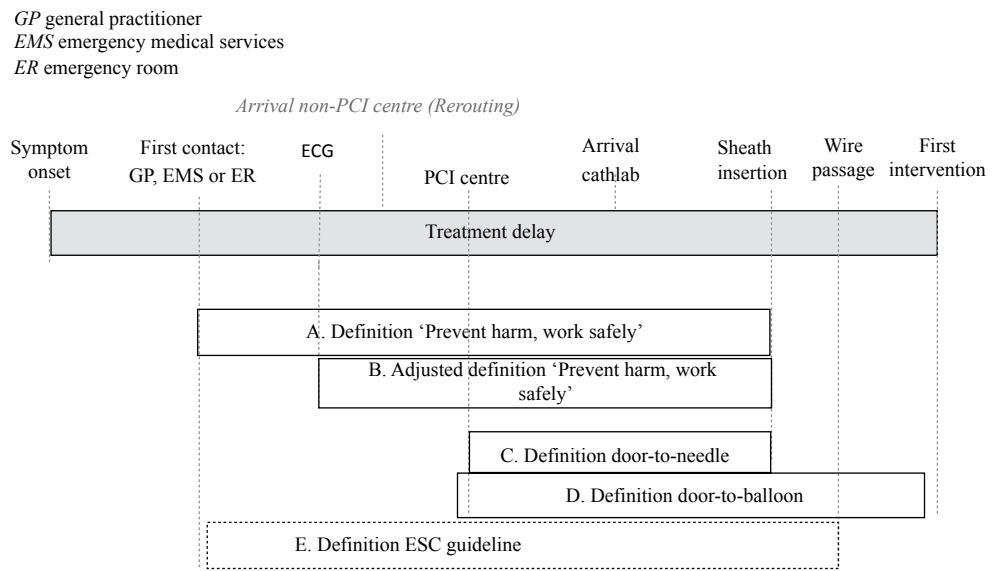 GP general practitioner
EMS emergency medical services
ER emergency room
Arrival non-PCI centre (Rerouting)
Symptom
onset
First contact:
GP, EMS or ER
ECG
PCI centre
Arrival
cathlab
Sheath
insertion
Wire
passage
First
intervention
Treatment delay
A. Definition ‘Prevent harm, work safely’
B. Adjusted definition ‘Prevent harm, work
safely’
C. Definition door-to-needle
D. Definition door-to-balloon
E. Definition ESC guideline